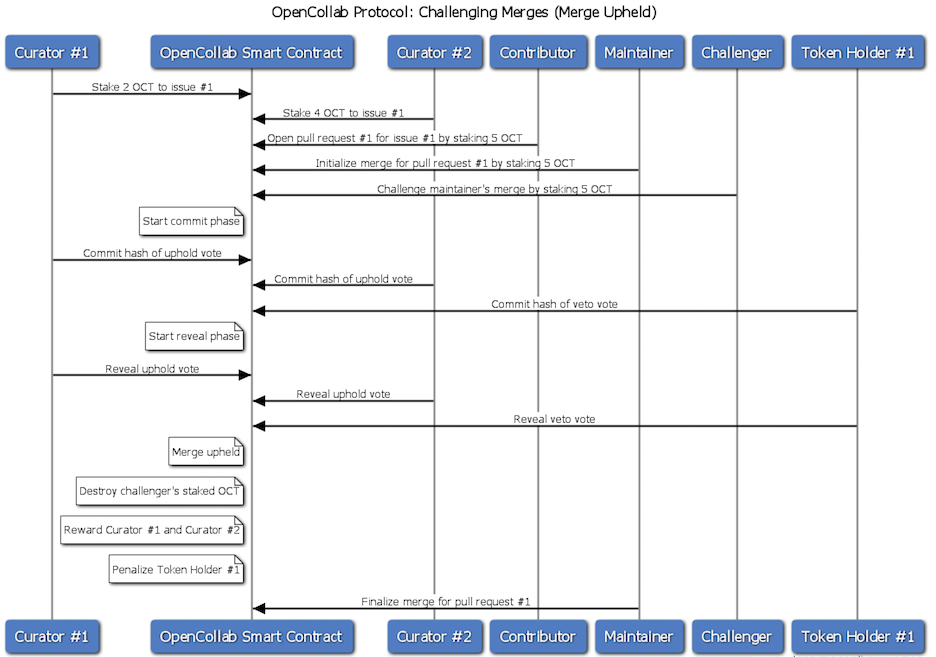 OpenCollab Protocol: Challenging Merges (Merge Upheld)
Curator #1
OpenCollab Smart Contract
Curator #2
Contributor
Maintainer
Challenger
Token Holder #1
Stake 2 OCT to issue #1
Stake 4 OCT to issue #1
Open pull request #1 for issue #1 by staking 5 OCT
Initialize merge for pull request #1 by staking 5 OCT
Challenge maintainer's merge by staking 5 OCT
Start commit phase
Commit hash of uphold vote
Commit hash of uphold vote
Commit hash of veto vote
Start reveal phase
Reveal uphold vote
Reveal uphold vote
Reveal veto vote
Merge upheld
Destroy challenger's staked OCT
Reward Curator #1 and Curator #2
Penalize Token Holder #1
Finalize merge for pull request #1
Curator #1
OpenCollab Smart Contract
Curator #2
Contributor
Maintainer
Challenger
Token Holder #1